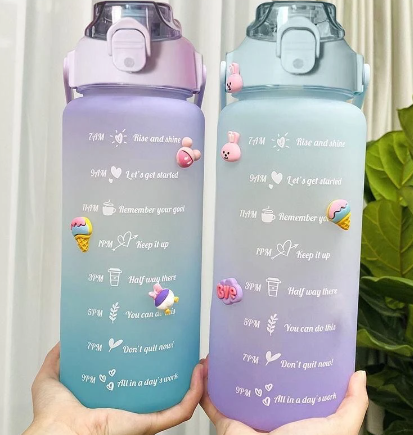 7AM Rise and shine
9AM Let's get started
11AM Remember your goal
1PM Keep it up
3PM Half way there
5PM You can do this
7PM Don't quit now!
9PM All in a day's work
7AM Rise and shine
9AM Let's get started
11AM Remember
1PM Keep it up
3PM Half way there
5PM You can do this
7PM Don't quit now!
9PM All in a day's work
bye